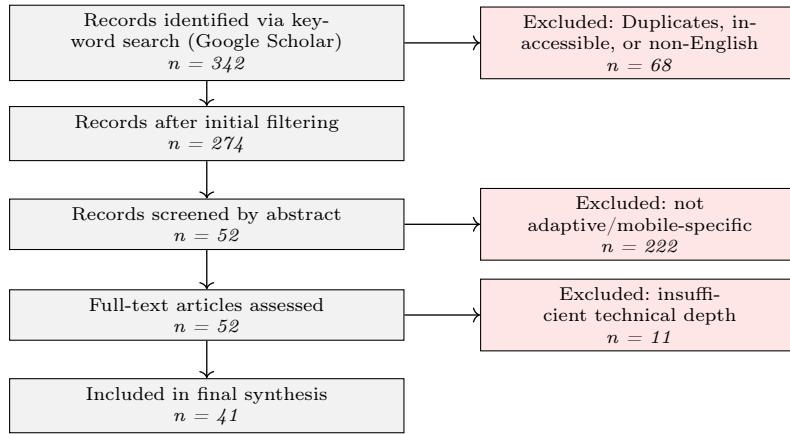 Records identified via key-
word search (Google Scholar)
n = 342
Excluded: Duplicates, in-
accessible, or non-English
n = 68
Records after initial filtering
n = 274
Records screened by abstract
n = 52
Excluded: not
adaptive/mobile-specific
n = 222
Full-text articles assessed
n = 52
Excluded: insuffi-
cient technical depth
n = 11
Included in final synthesis
n = 41